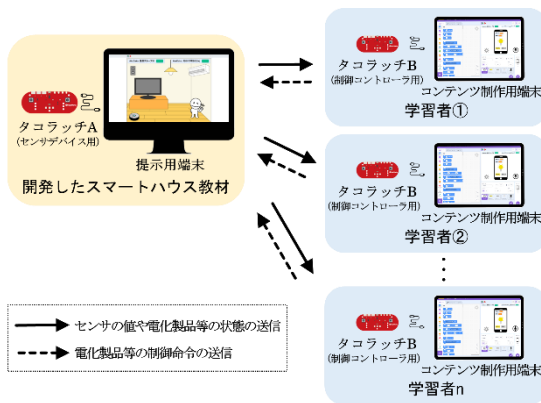 タコラッチA
(センサデバイス用)
提示用端末
開発したスマートハウス教材
タコラッチB
(制御コントローラ用)
コンテンツ制作用端末
学習者①
タコラッチB
(制御コントローラ用)
コンテンツ制作用端末
学習者②
タコラッチB
(制御コントローラ用)
コンテンツ制作用端末
学習者n
センサの値や電化製品等の状態の送信
電化製品等の制御命令の送信